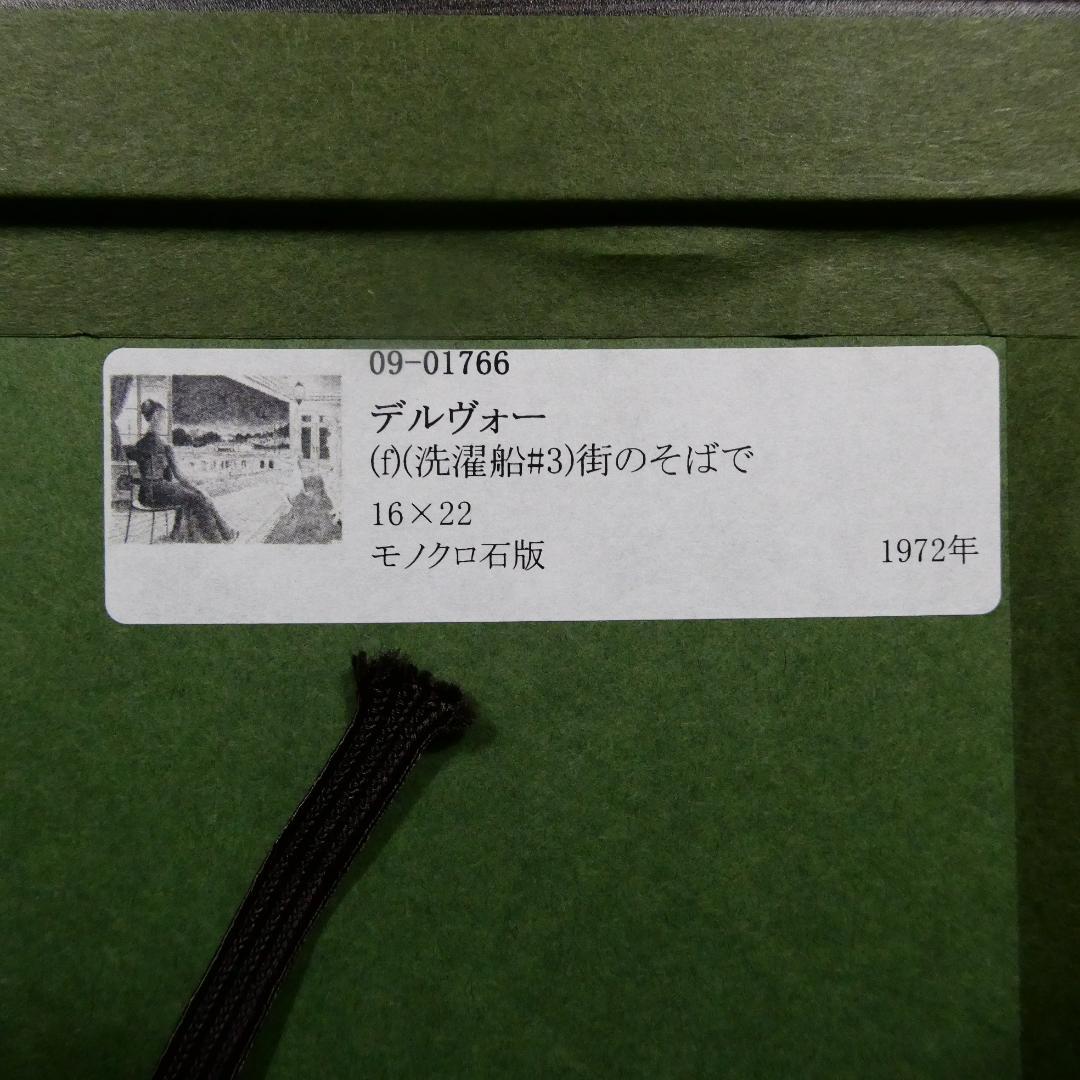 09-01766
デルヴォー
(f)(洗濯船#3)街のそばで
16×22
モノクロ石版 1972年